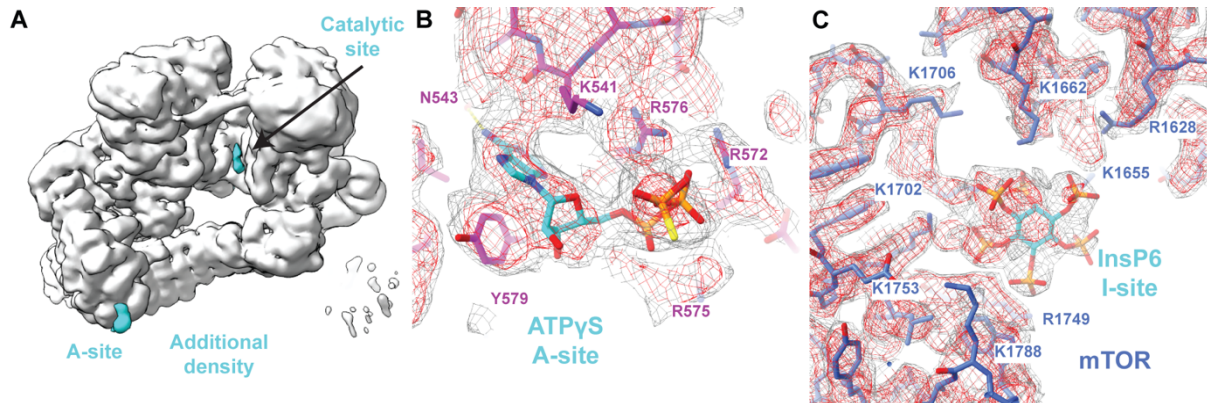 A
Catalytic
site
A-site
Additional
density
B
N543
K541
R576
R572
Y579
R575
ATPγS
A-site
C
K1706
K1662
R1628
K1655
K1702
InsP6
I-site
K1753
R1749
K1788
mTOR